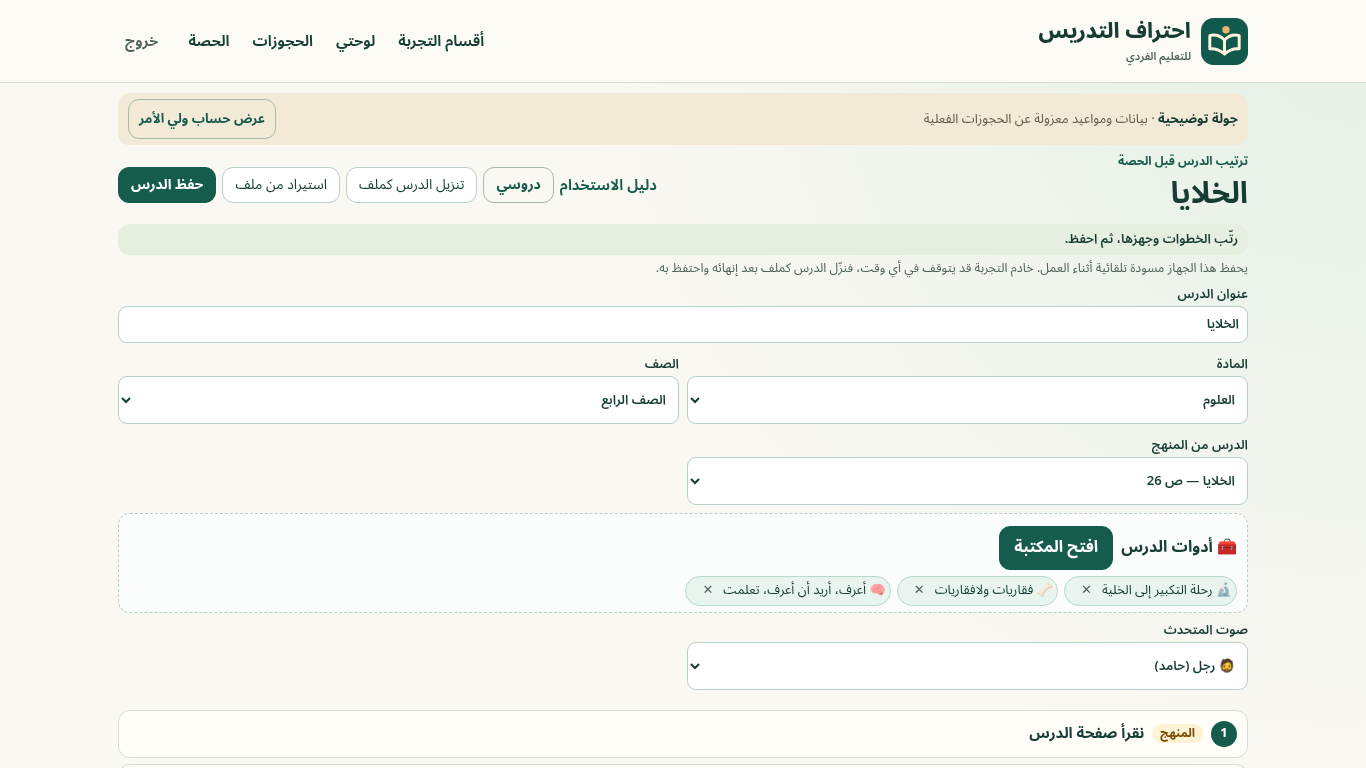 احتراف التدريس
للتعليم الفردي
أقسام التجربة
لوحتي
الحجوزات
الحصة
خروج
جولة توضيحية · بيانات ومواعيد معزولة عن الحجوزات الفعلية
عرض حساب ولي الأمر
ترتيب الدرس قبل الحصة
الخلايا
دليل الاستخدام
دروسي
تنزيل الدرس كملف
استيراد من ملف
حفظ الدرس
رتّب الخطوات وجهزها، ثم احفظ.
يحفظ هذا الجهاز مسودة تلقائية أثناء العمل. خادم التجربة قد يتوقف في أي وقت، فنزّل الدرس كملف بعد إنهائه واحتفظ به.
عنوان الدرس
الخلايا
المادة
العلوم
الصف
الصف الرابع
الدرس من المنهج
الخلايا — ص 26
🧰 أدوات الدرس
افتح المكتبة
🔬 رحلة التكبير إلى الخلية ✕
🦴 فقاريات ولافقاريات ✕
🧠 أعرف، أريد أن أعرف، تعلمت ✕
صوت المتحدث
🧔 رجل (حامد)
1 المنهج نقرأ صفحة الدرس